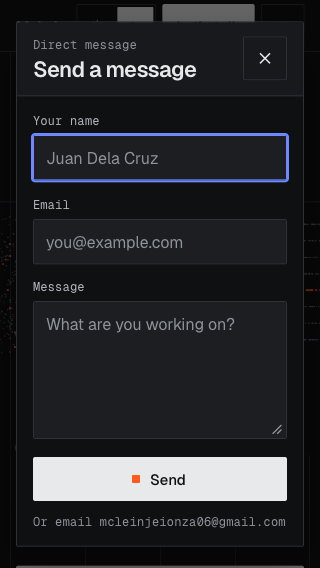 Direct message
Send a message
Your name
Juan Dela Cruz
Email
you@example.com
Message
What are you working on?
Send
Or email mcleinjeionza06@gmail.com